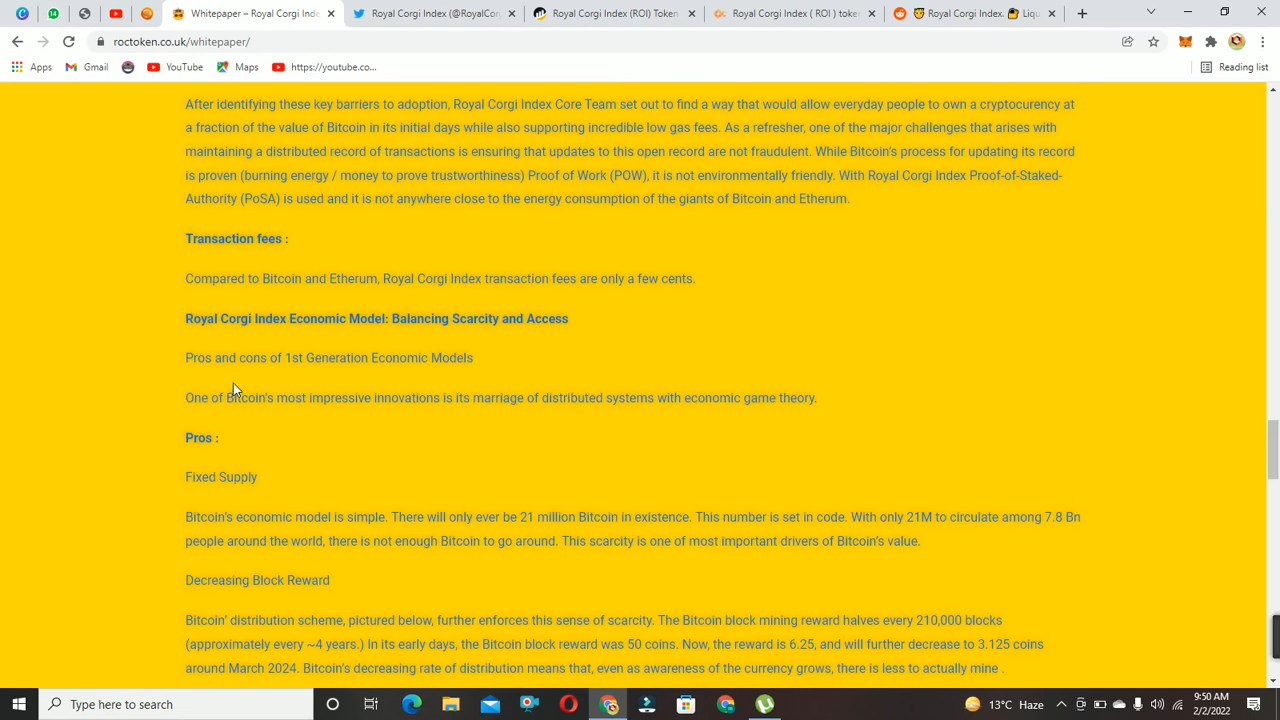 Whitepaper – Royal Corgi Index
Royal Corgi Index (@RoyalCor
Royal Corgi Index (ROI) Token
Royal Corgi Index ( ROI ) token
Royal Corgi Index. Liqu
roctoken.co.uk/whitepaper/
Apps
Gmail
YouTube
Maps
https://youtube.co...
Reading list
After identifying these key barriers to adoption, Royal Corgi Index Core Team set out to find a way that would allow everyday people to own a cryptocurency at
a fraction of the value of Bitcoin in its initial days while also supporting incredible low gas fees. As a refresher, one of the major challenges that arises with
maintaining a distributed record of transactions is ensuring that updates to this open record are not fraudulent. While Bitcoin's process for updating its record
is proven (burning energy / money to prove trustworthiness) Proof of Work (POW), it is not environmentally friendly. With Royal Corgi Index Proof-of-Staked-
Authority (PoSA) is used and it is not anywhere close to the energy consumption of the giants of Bitcoin and Etherum.
Transaction fees :
Compared to Bitcoin and Etherum, Royal Corgi Index transaction fees are only a few cents.
Royal Corgi Index Economic Model: Balancing Scarcity and Access
Pros and cons of 1st Generation Economic Models
One of Bitcoin's most impressive innovations is its marriage of distributed systems with economic game theory.
Pros :
Fixed Supply
Bitcoin's economic model is simple. There will only ever be 21 million Bitcoin in existence. This number is set in code. With only 21M to circulate among 7.8 Bn
people around the world, there is not enough Bitcoin to go around. This scarcity is one of most important drivers of Bitcoin's value.
Decreasing Block Reward
Bitcoin' distribution scheme, pictured below, further enforces this sense of scarcity. The Bitcoin block mining reward halves every 210,000 blocks
(approximately every ~4 years.) In its early days, the Bitcoin block reward was 50 coins. Now, the reward is 6.25, and will further decrease to 3.125 coins
around March 2024. Bitcoin's decreasing rate of distribution means that, even as awareness of the currency grows, there is less to actually mine .
Type here to search
13°C Haze
9:50 AM
2/2/2022